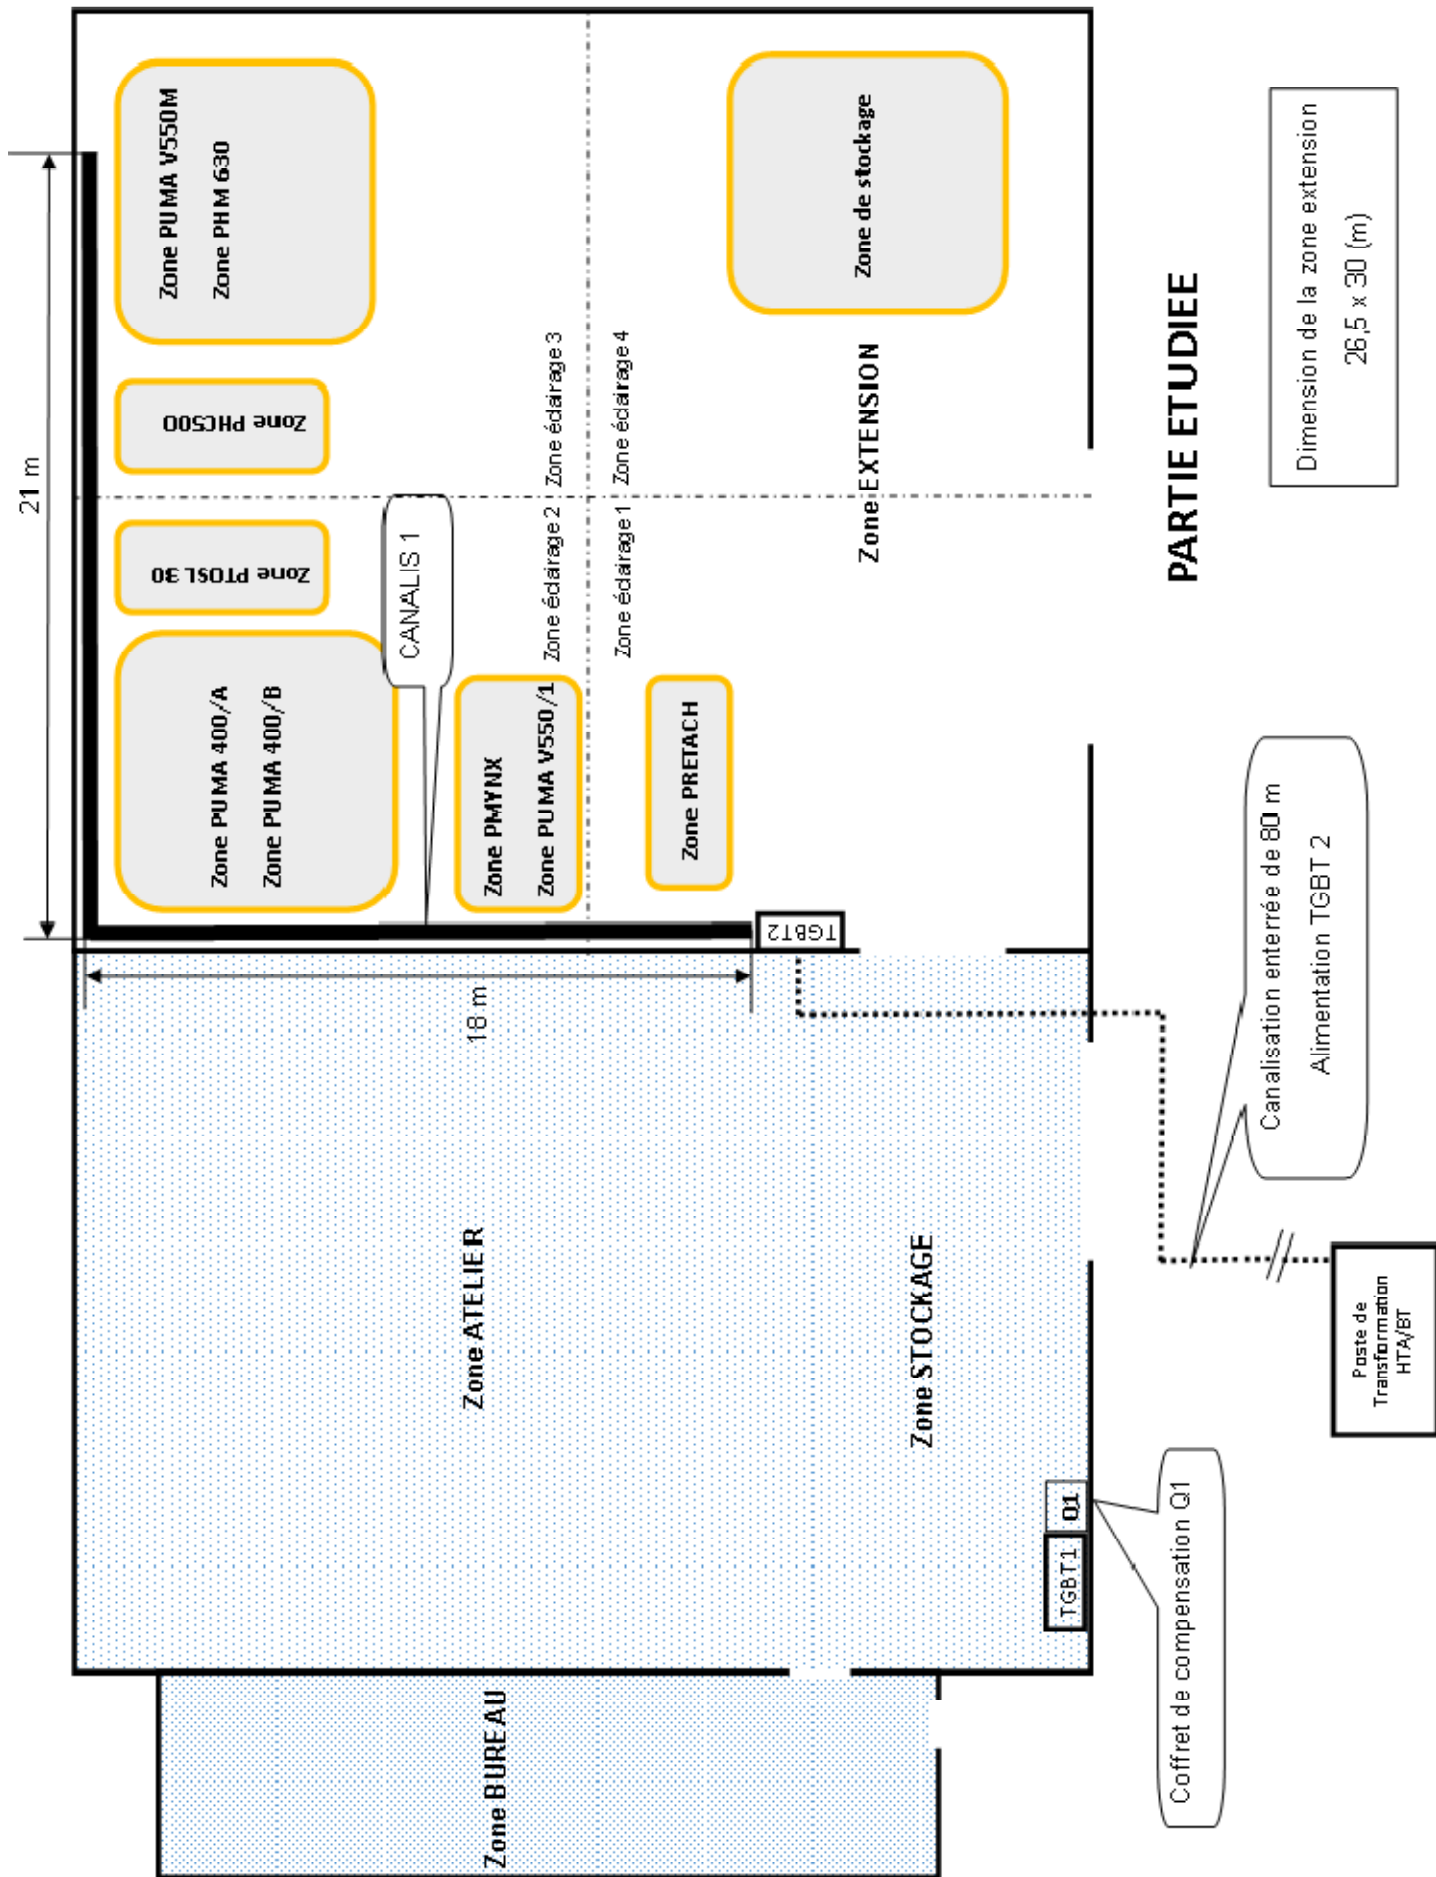 21 m
18 m
Zone PUMA V550M
Zone PHM 630
Zone PHC500
Zone PTOSL 30
Zone PUMA 400/A
Zone PUMA 400/B
CANALIS 1
Zone PMYNX
Zone PUMA V550/1
Zone PRETACH
Zone éclairage 2
Zone éclairage 3
Zone éclairage1
Zone éclairage 4
Zone de stockage
Zone EXTENSION
TGBT2
PARTIE ETUDIEE
Dimension de la zone extension
26,5 x 30 (m)
Zone ATELIER
Zone STOCKAGE
Zone BUREAU
TGBT1
Q1
Coffret de compensation Q1
Canalisation enterrée de 80 m
Alimentation TGBT 2
Poste de
Transformation
HTA/BT